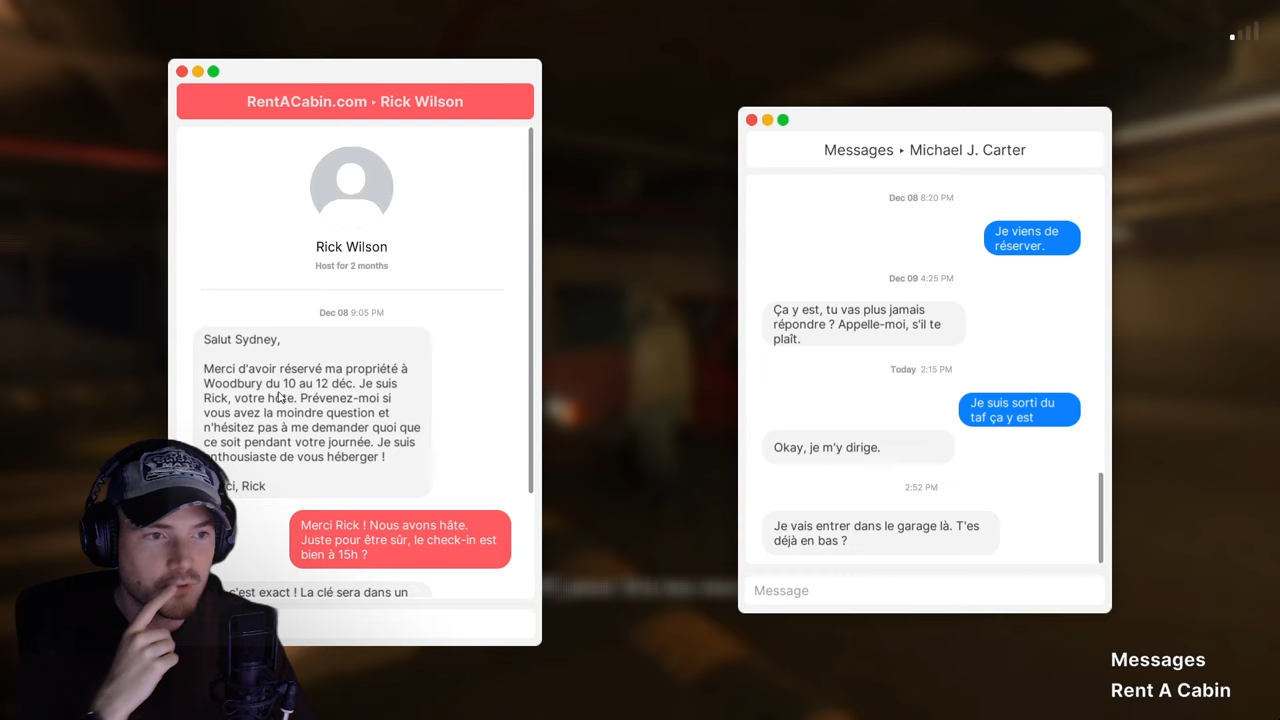 RentACabin.com ▸ Rick Wilson
Rick Wilson
Host for 2 months
Dec 08 9:05 PM
Salut Sydney,
Merci d'avoir réservé ma propriété à
Woodbury du 10 au 12 déc. Je suis
Rick, votre hôte. Prévenez-moi si
vous avez la moindre question et
n'hésitez pas à me demander quoi que
ce soit pendant votre journée. Je suis
enthousiaste de vous héberger !
Rick
Merci Rick ! Nous avons hâte.
Juste pour être sûr, le check-in est
bien à 15h ?
c'est exact ! La clé sera dans un
Messages ▸ Michael J. Carter
Dec 08 8:20 PM
Je viens de
réserver.
Dec 09 4:25 PM
Ça y est, tu vas plus jamais
répondre ? Appelle-moi, s'il te
plaît.
Today 2:15 PM
Je suis sorti du
taf ça y est
Okay, je m'y dirige.
2:52 PM
Je vais entrer dans le garage là. T'es
déjà en bas ?
Message
Messages
Rent A Cabin